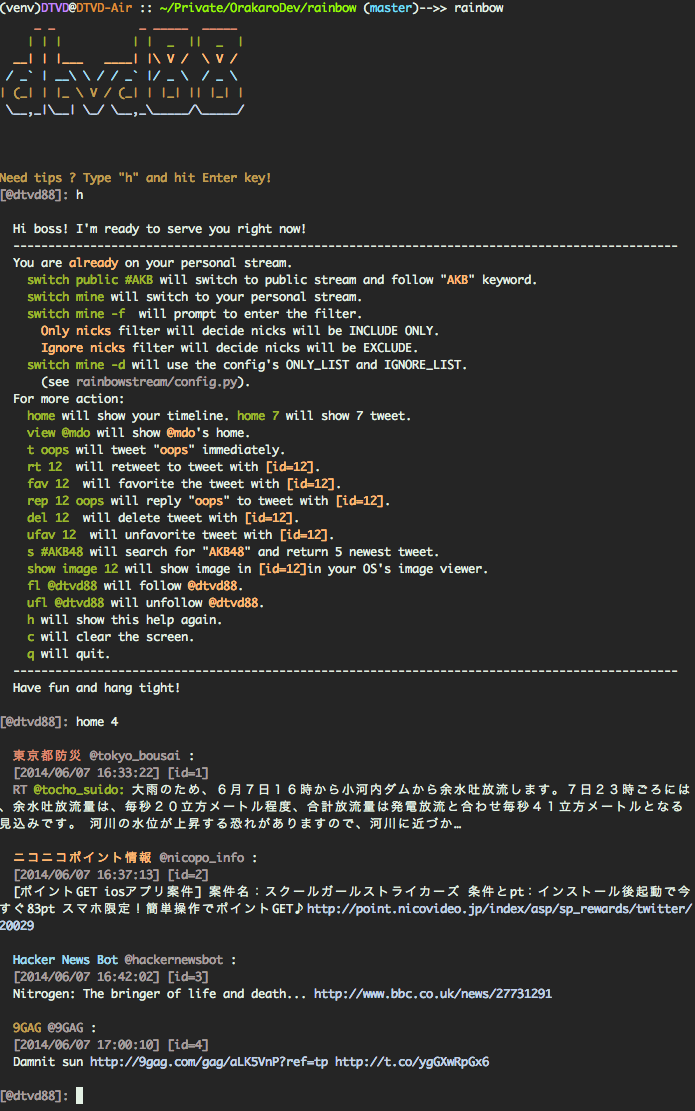 (venv)DTVD@DTVD-Air :: ~/Private/OrakaroDev/rainbow (master)-->> rainbow
dtvd88
Need tips ? Type "h" and hit Enter key!
[@dtvd88]: h
Hi boss! I'm ready to serve you right now!
-----------------------------------------------------------------------------------------------
You are already on your personal stream.
switch public #AKB will switch to public stream and follow "AKB" keyword.
switch mine will switch to your personal stream.
switch mine -f  will prompt to enter the filter.
Only nicks filter will decide nicks will be INCLUDE ONLY.
Ignore nicks filter will decide nicks will be EXCLUDE.
switch mine -d will use the config's ONLY_LIST and IGNORE_LIST.
(see rainbowstream/config.py).
For more action:
home will show your timeline. home 7 will show 7 tweet.
view @mdo will show @mdo's home.
t oops will tweet "oops" immediately.
rt 12  will retweet to tweet with [id=12].
fav 12  will favorite the tweet with [id=12].
rep 12 oops will reply "oops" to tweet with [id=12].
del 12  will delete tweet with [id=12].
ufav 12  will unfavorite tweet with [id=12].
s #AKB48 will search for "AKB48" and return 5 newest tweet.
show image 12 will show image in [id=12]in your OS's image viewer.
fl @dtvd88 will follow @dtvd88.
ufl @dtvd88 will unfollow @dtvd88.
h will show this help again.
c will clear the screen.
q will quit.
-----------------------------------------------------------------------------------------------
Have fun and hang tight!
[@dtvd88]: home 4
東京都防災 @tokyo_bousai :
[2014/06/07 16:33:22] [id=1]
RT @tocho_suido: 大雨のため、６月７日１６時から小河内ダムから余水吐放流します。７日２３時ごろには
、余水吐放流量は、毎秒２０立方メートル程度、合計放流量は発電放流と合わせ毎秒４１立方メートルとなる
見込みです。 河川の水位が上昇する恐れがありますので、河川に近づか…
ニコニコポイント情報 @nicopo_info :
[2014/06/07 16:37:13] [id=2]
[ポイントGET iosアプリ案件] 案件名：スクールガールストライカーズ 条件とpt：インストール後起動で今
すぐ83pt スマホ限定！簡単操作でポイントGET♪http://point.nicovideo.jp/index/asp/sp_rewards/twitter/
20029
Hacker News Bot @hackernewsbot :
[2014/06/07 16:42:02] [id=3]
Nitrogen: The bringer of life and death... http://www.bbc.co.uk/news/27731291
9GAG @9GAG :
[2014/06/07 17:00:10] [id=4]
Damnit sun http://9gag.com/gag/aLK5VnP?ref=tp http://t.co/ygGXwRpGx6
[@dtvd88]: